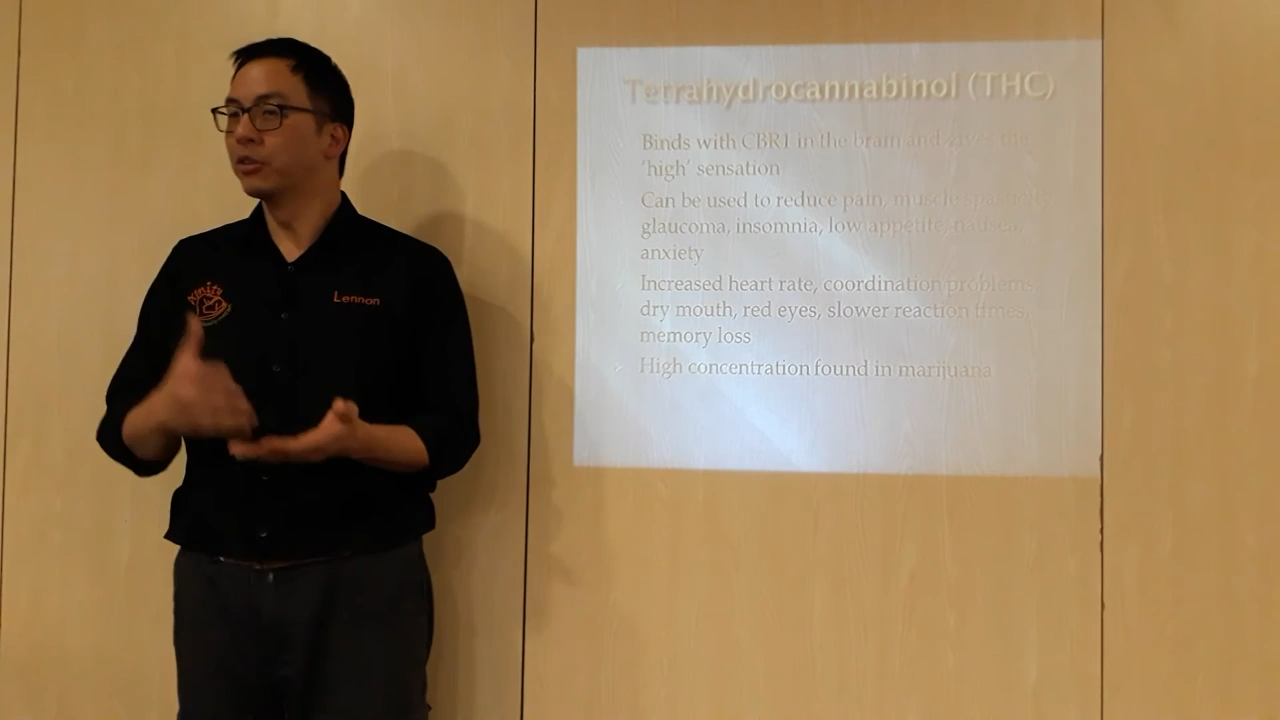 Tetrahydrocannabinol (THC)
Binds with CBR1 in the brain and gives the
‘high’ sensation
Can be used to reduce pain, muscle spasticity,
glaucoma, insomnia, low appetite, nausea,
anxiety
Increased heart rate, coordination problems,
dry mouth, red eyes, slower reaction times,
memory loss
High concentration found in marijuana
Lennon